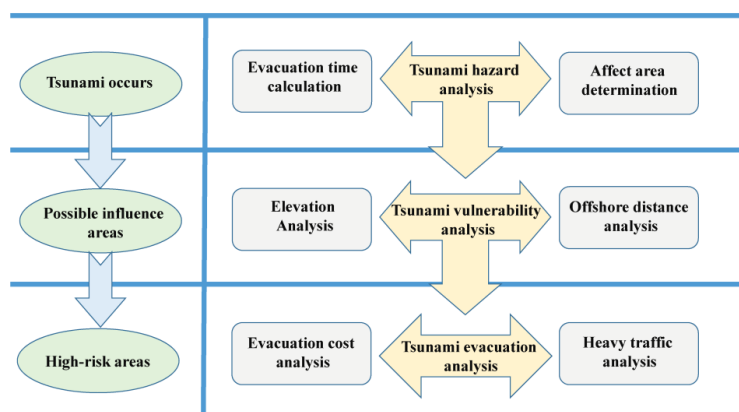 Tsunami occurs
Evacuation time
calculation
Tsunami hazard
analysis
Affect area
determination
Possible influence
areas
Elevation
Analysis
Tsunami vulnerability
analysis
Offshore distance
analysis
High-risk areas
Evacuation cost
analysis
Tsunami evacuation
analysis
Heavy traffic
analysis